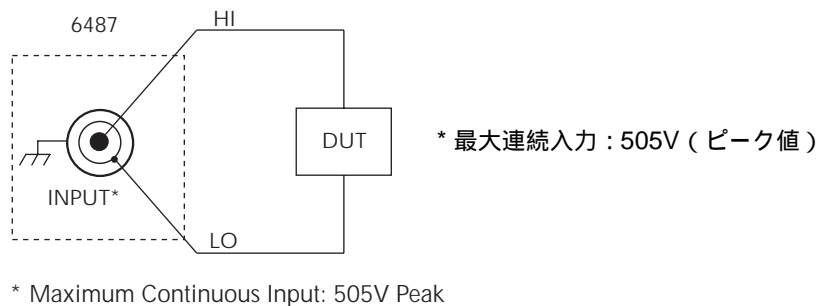 6487
HI
DUT
* 最大連続入力：505V（ピーク値）
INPUT*
LO
* Maximum Continuous Input: 505V Peak